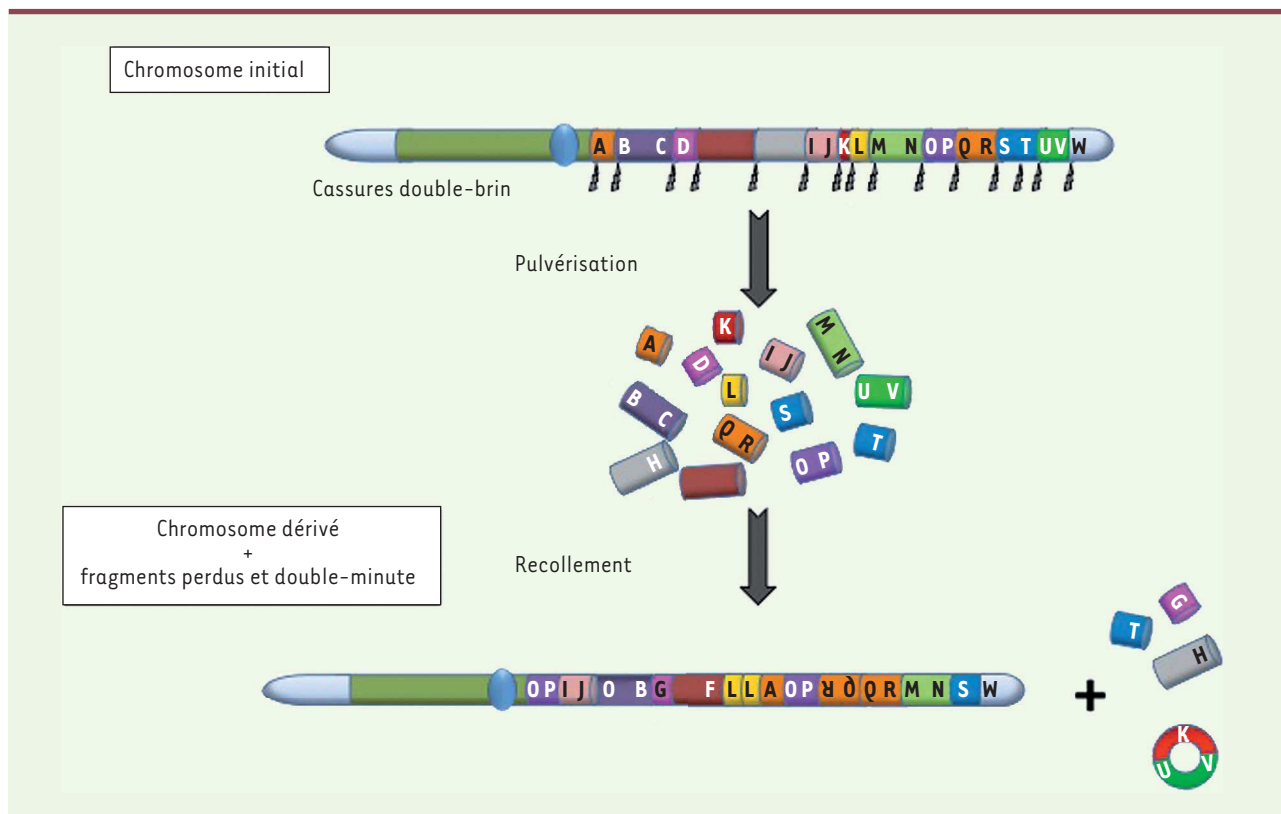 Chromosome initial
A B C D I J K L M N O P Q R S T U V W
Cassures double-brin
Pulvérisation
K
M N
A
I J
D
L
U V
B C
S
Q R
T
H
O P
Chromosome dérivé
+
fragments perdus et double-minute
Recollement
G
T
H
O P I J O B G F L L A O P R Q Q R M N S W
+
K
U V